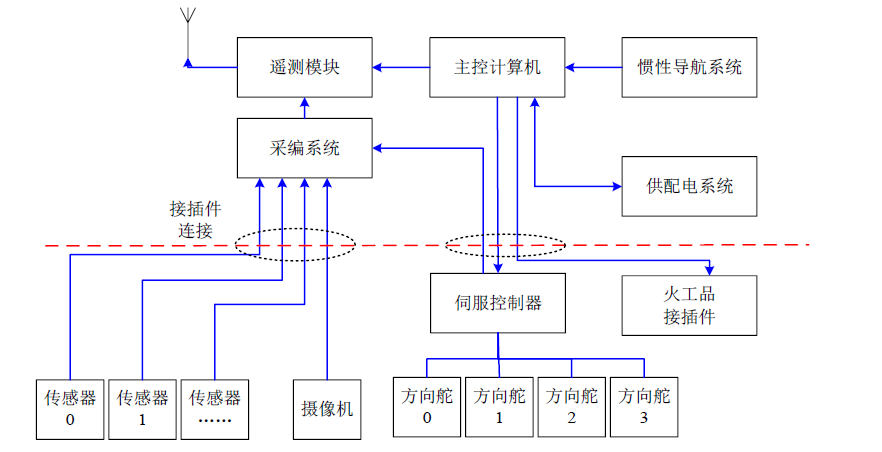 遥测模块
主控计算机
惯性导航系统
采编系统
供配电系统
接插件
连接
伺服控制器
火工品
接插件
传感器
0
传感器
1
传感器
……
摄像机
方向舵
0
方向舵
1
方向舵
2
方向舵
3